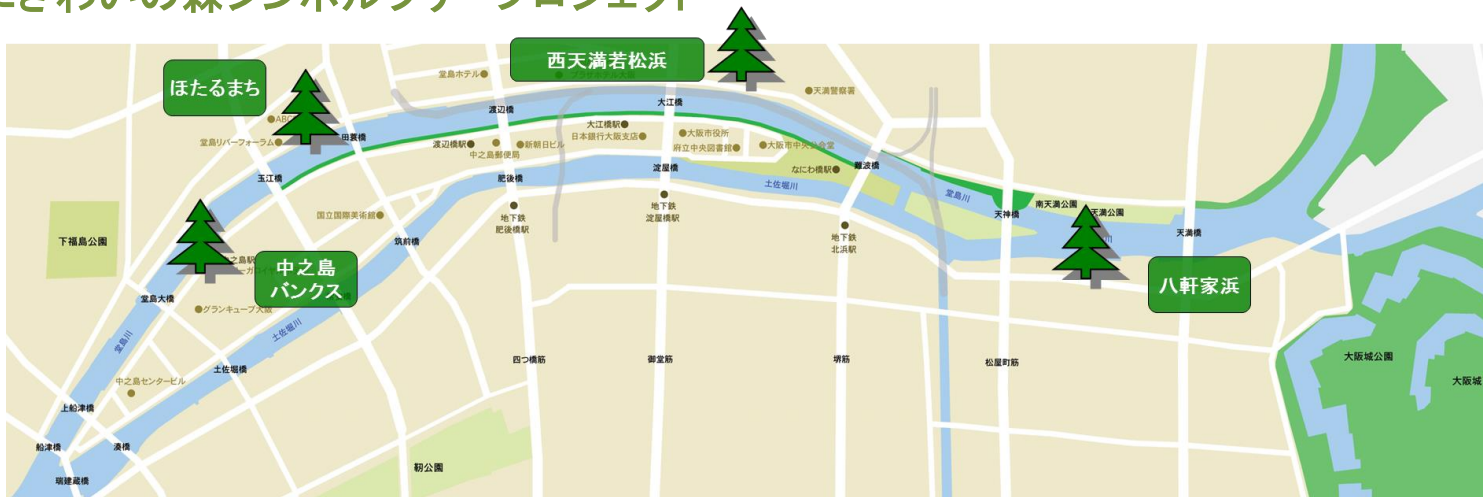 にぎわいの森シンボルツリープロジェクト
西天満若松浜
ほたるまち
堂島ホテル
天満警察署
渡辺橋
大江橋
ABC
田蓑橋
大江橋駅
日本銀行大阪支店
大阪市役所
堂島リバーフォーラム
渡辺橋駅
新朝日ビル
中之島郵便局
府立中央図書館
大阪市中央公会堂
玉江橋
肥後橋
淀屋橋
なにわ橋駅
難波橋
土佐堀川
堂島川
国立国際美術館
地下鉄
肥後橋駅
地下鉄
淀屋橋駅
天神橋
南天満公園
天満公園
川
下福島公園
筑前橋
地下鉄
北浜駅
天満橋
中之島駅
中之島
バンクス
八軒家浜
堂島大橋
グランキューブ大阪
堂島川
土佐堀川
四つ橋筋
御堂筋
堺筋
松屋町筋
大阪城公園
大阪城
土佐堀橋
中之島センタービル
上船津橋
船津橋
湊橋
靭公園
瑞建蔵橋